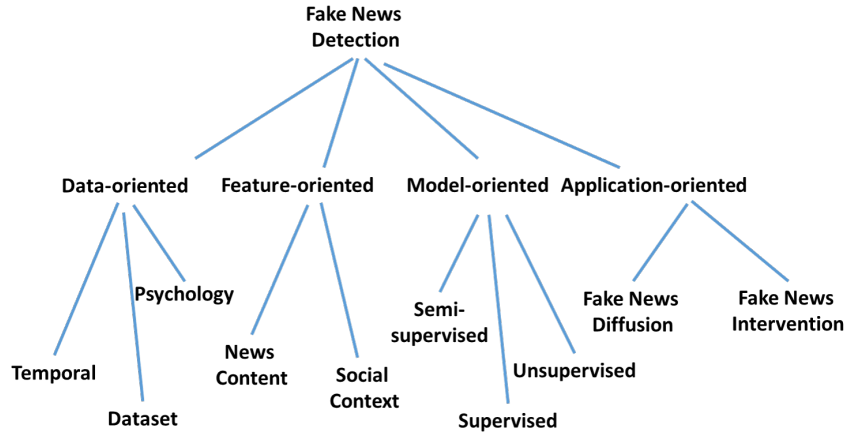 Fake News
Detection
Data-oriented
Feature-oriented
Model-oriented
Application-oriented
Psychology
Temporal
Dataset
News
Content
Social
Context
Semi-
supervised
Supervised
Unsupervised
Fake News
Diffusion
Fake News
Intervention